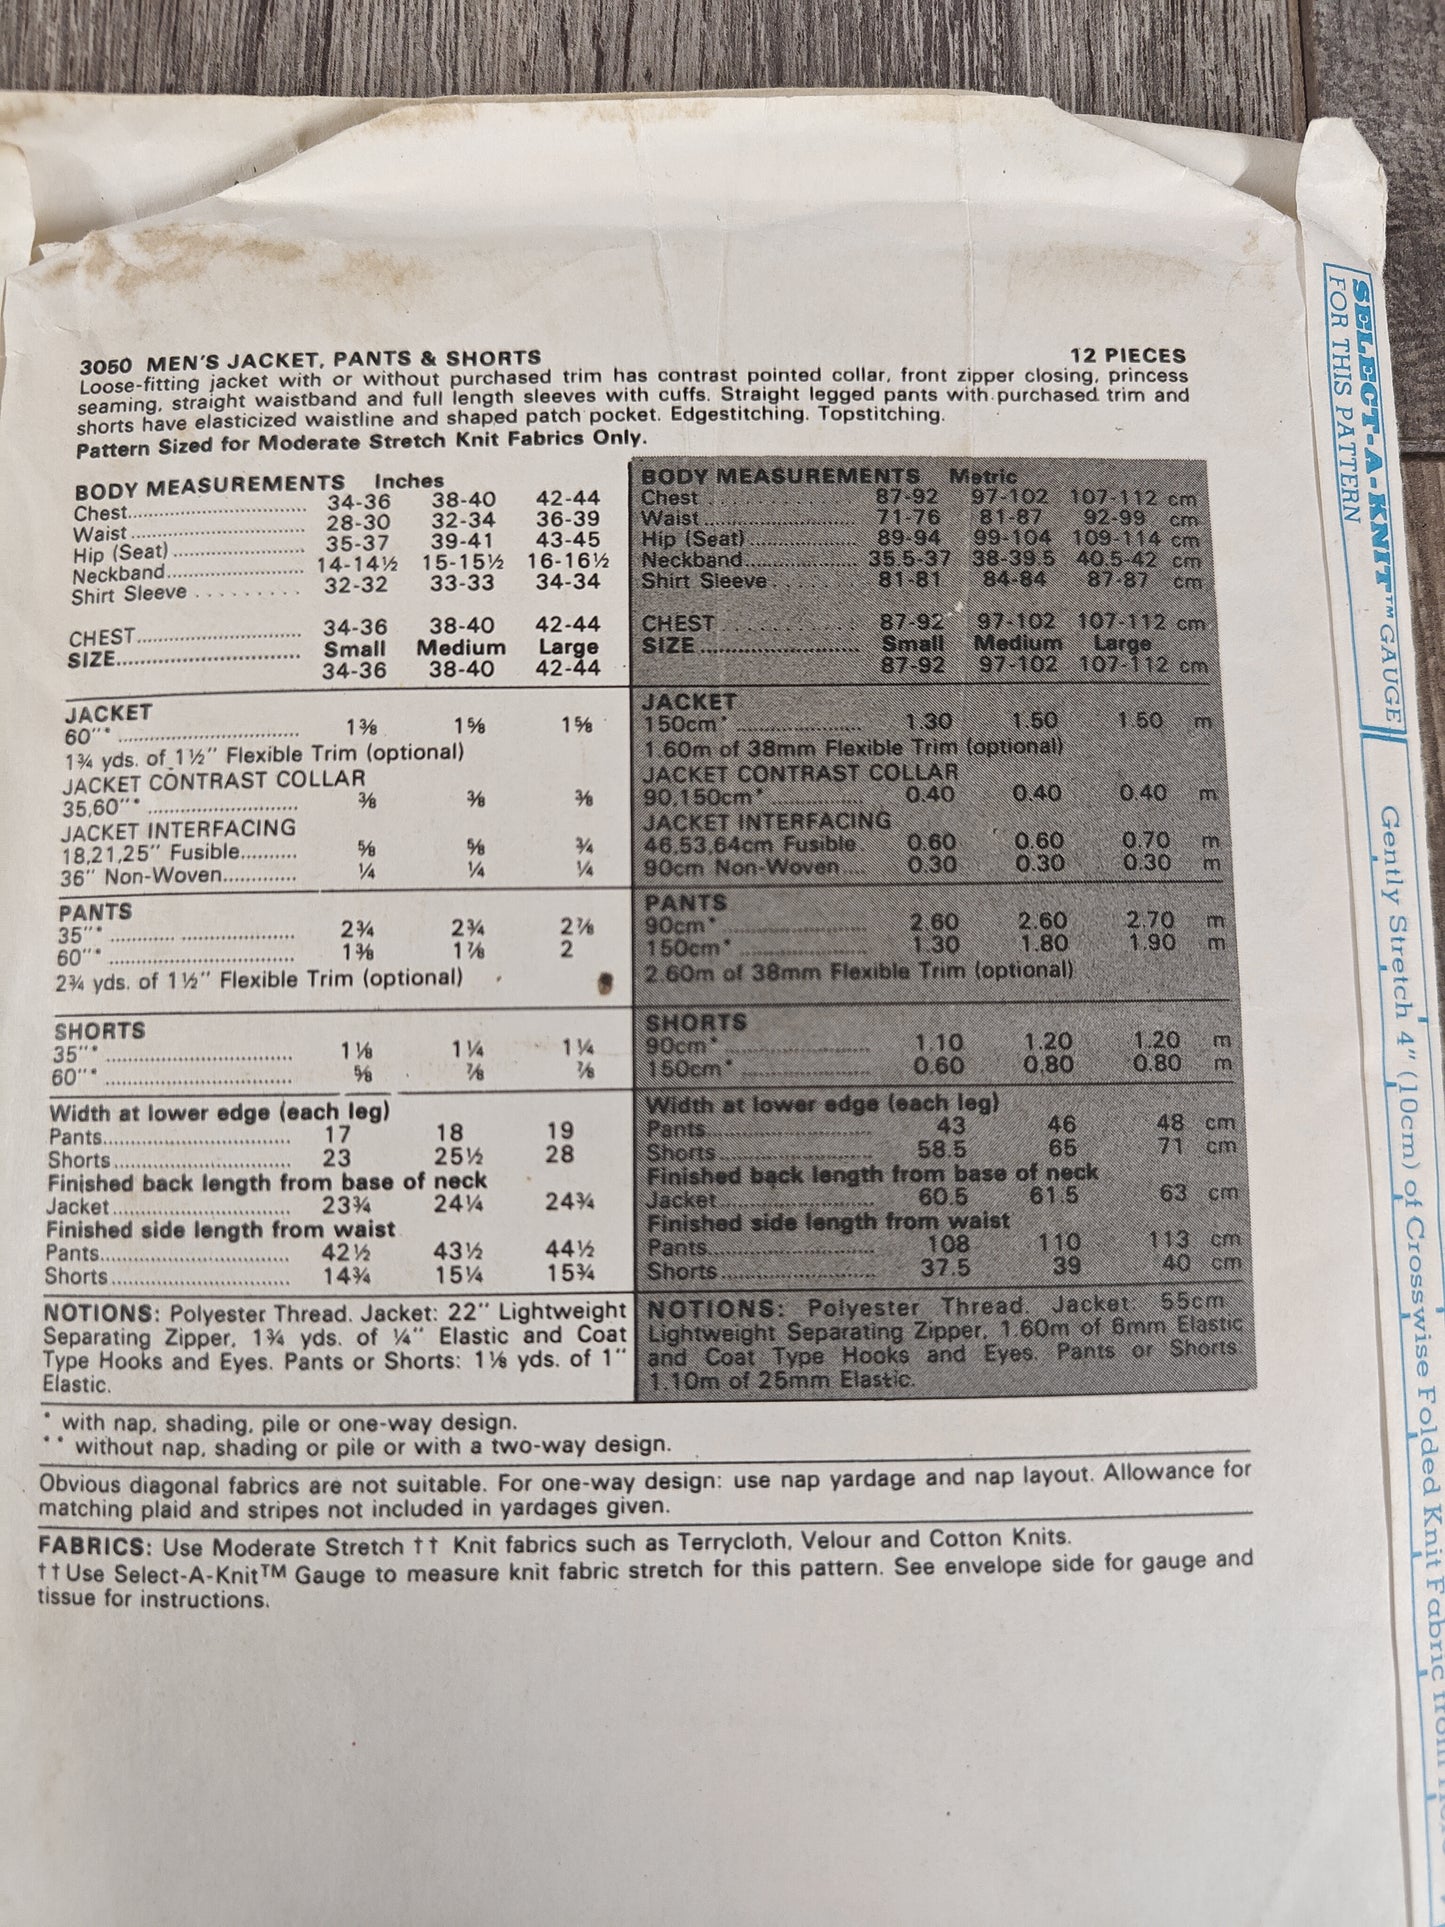 3050 MEN'S JACKET, PANTS & SHORTS 12 PIECES
Loose-fitting jacket with or without purchased trim has contrast pointed collar, front zipper closing, princess
seaming, straight waistband and full length sleeves with cuffs. Straight legged pants with purchased trim and
shorts have elasticized waistline and shaped patch pocket. Edgestitching. Topstitching.
Pattern Sized for Moderate Stretch Knit Fabrics Only.
BODY MEASUREMENTS Inches
Chest 34-36 38-40 42-44
Waist 28-30 32-34 36-39
Hip (Seat) 35-37 39-41 43-45
Neckband 14-14½ 15-15½ 16-16½
Shirt Sleeve 32-32 33-33 34-34
CHEST 34-36 38-40 42-44
SIZE Small Medium Large
34-36 38-40 42-44
JACKET
60"* 1⅜ 1⅝ 1⅝
1¾ yds. of 1½" Flexible Trim (optional)
JACKET CONTRAST COLLAR
35,60"* ⅜ ⅜ ⅜
JACKET INTERFACING
18,21,25" Fusible ⅝ ⅝ ¾
36" Non-Woven ¼ ¼ ¼
PANTS
35"* 2¾ 2¾ 2⅞
60"* 1⅜ 1⅞ 2
2¾ yds. of 1½" Flexible Trim (optional)
SHORTS
35"* 1⅛ 1¼ 1¼
60"* ⅝ ⅞ ⅞
Width at lower edge (each leg)
Pants 17 18 19
Shorts 23 25½ 28
Finished back length from base of neck
Jacket 23¾ 24¼ 24¾
Finished side length from waist
Pants 42½ 43½ 44½
Shorts 14¾ 15¼ 15¾
NOTIONS: Polyester Thread. Jacket: 22" Lightweight
Separating Zipper, 1¾ yds. of ¼" Elastic and Coat
Type Hooks and Eyes. Pants or Shorts: 1⅛ yds. of 1"
Elastic.
BODY MEASUREMENTS Metric
Chest 87-92 97-102 107-112 cm
Waist 71-76 81-87 92-99 cm
Hip (Seat) 89-94 99-104 109-114 cm
Neckband 35.5-37 38-39.5 40.5-42 cm
Shirt Sleeve 81-81 84-84 87-87 cm
CHEST 87-92 97-102 107-112 cm
SIZE Small Medium Large
87-92 97-102 107-112 cm
JACKET
150cm* 1.30 1.50 1.50 m
1.60m of 38mm Flexible Trim (optional)
JACKET CONTRAST COLLAR
90,150cm* 0.40 0.40 0.40 m
JACKET INTERFACING
46,53,64cm Fusible 0.60 0.60 0.70 m
90cm Non-Woven 0.30 0.30 0.30 m
PANTS
90cm* 2.60 2.60 2.70 m
150cm* 1.30 1.80 1.90 m
2.60m of 38mm Flexible Trim (optional)
SHORTS
90cm* 1.10 1.20 1.20 m
150cm* 0.60 0.80 0.80 m
Width at lower edge (each leg)
Pants 43 46 48 cm
Shorts 58.5 65 71 cm
Finished back length from base of neck
Jacket 60.5 61.5 63 cm
Finished side length from waist
Pants 108 110 113 cm
Shorts 37.5 39 40 cm
NOTIONS: Polyester Thread. Jacket: 55cm
Lightweight Separating Zipper, 1.60m of 6mm Elastic
and Coat Type Hooks and Eyes. Pants or Shorts:
1.10m of 25mm Elastic.
* with nap, shading, pile or one-way design.
** without nap, shading or pile or with a two-way design.
Obvious diagonal fabrics are not suitable. For one-way design: use nap yardage and nap layout. Allowance for
matching plaid and stripes not included in yardages given.
FABRICS: Use Moderate Stretch †† Knit fabrics such as Terrycloth, Velour and Cotton Knits.
††Use Select-A-Knit™ Gauge to measure knit fabric stretch for this pattern. See envelope side for gauge and
tissue for instructions.
SELECT-A-KNIT™ GAUGE
FOR THIS PATTERN
Gently Stretch 4" (10cm) of Crosswise Folded Knit Fabric from